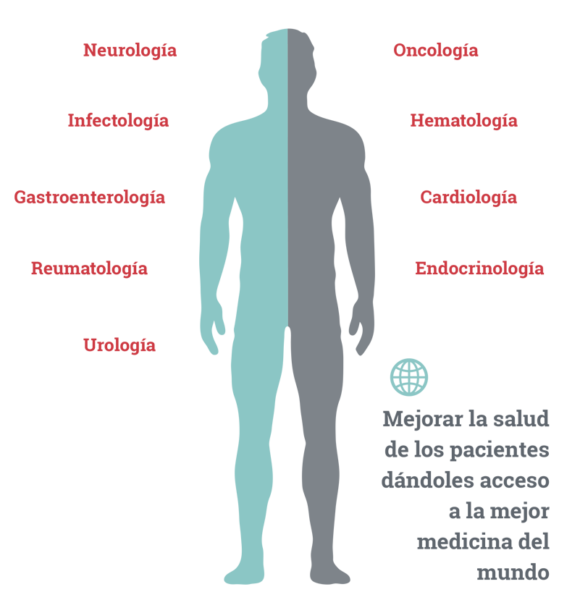 Neurología
Oncología
Infectología
Hematología
Gastroenterología
Cardiología
Reumatología
Endocrinología
Urología
Mejorar la salud
de los pacientes
dándoles acceso
a la mejor
medicina del
mundo